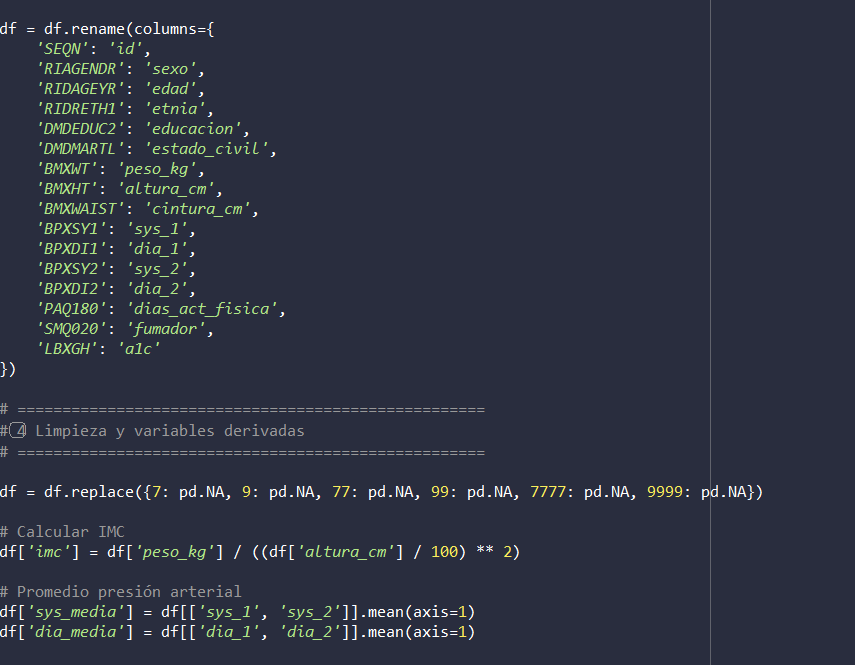 df = df.rename(columns={
    'SEQN': 'id',
    'RIAGENDR': 'sexo',
    'RIDAGEYR': 'edad',
    'RIDRETH1': 'etnia',
    'DMDEDUC2': 'educacion',
    'DMDMARTL': 'estado_civil',
    'BMXWT': 'peso_kg',
    'BMXHT': 'altura_cm',
    'BMXWAIST': 'cintura_cm',
    'BPXSY1': 'sys_1',
    'BPXDI1': 'dia_1',
    'BPXSY2': 'sys_2',
    'BPXDI2': 'dia_2',
    'PAQ180': 'dias_act_fisica',
    'SMQ020': 'fumador',
    'LBXGH': 'a1c'
})
# ====================================================
#4️⃣ Limpieza y variables derivadas
# ====================================================
df = df.replace({7: pd.NA, 9: pd.NA, 77: pd.NA, 99: pd.NA, 7777: pd.NA, 9999: pd.NA})
# Calcular IMC
df['imc'] = df['peso_kg'] / ((df['altura_cm'] / 100) ** 2)
# Promedio presión arterial
df['sys_media'] = df[['sys_1', 'sys_2']].mean(axis=1)
df['dia_media'] = df[['dia_1', 'dia_2']].mean(axis=1)